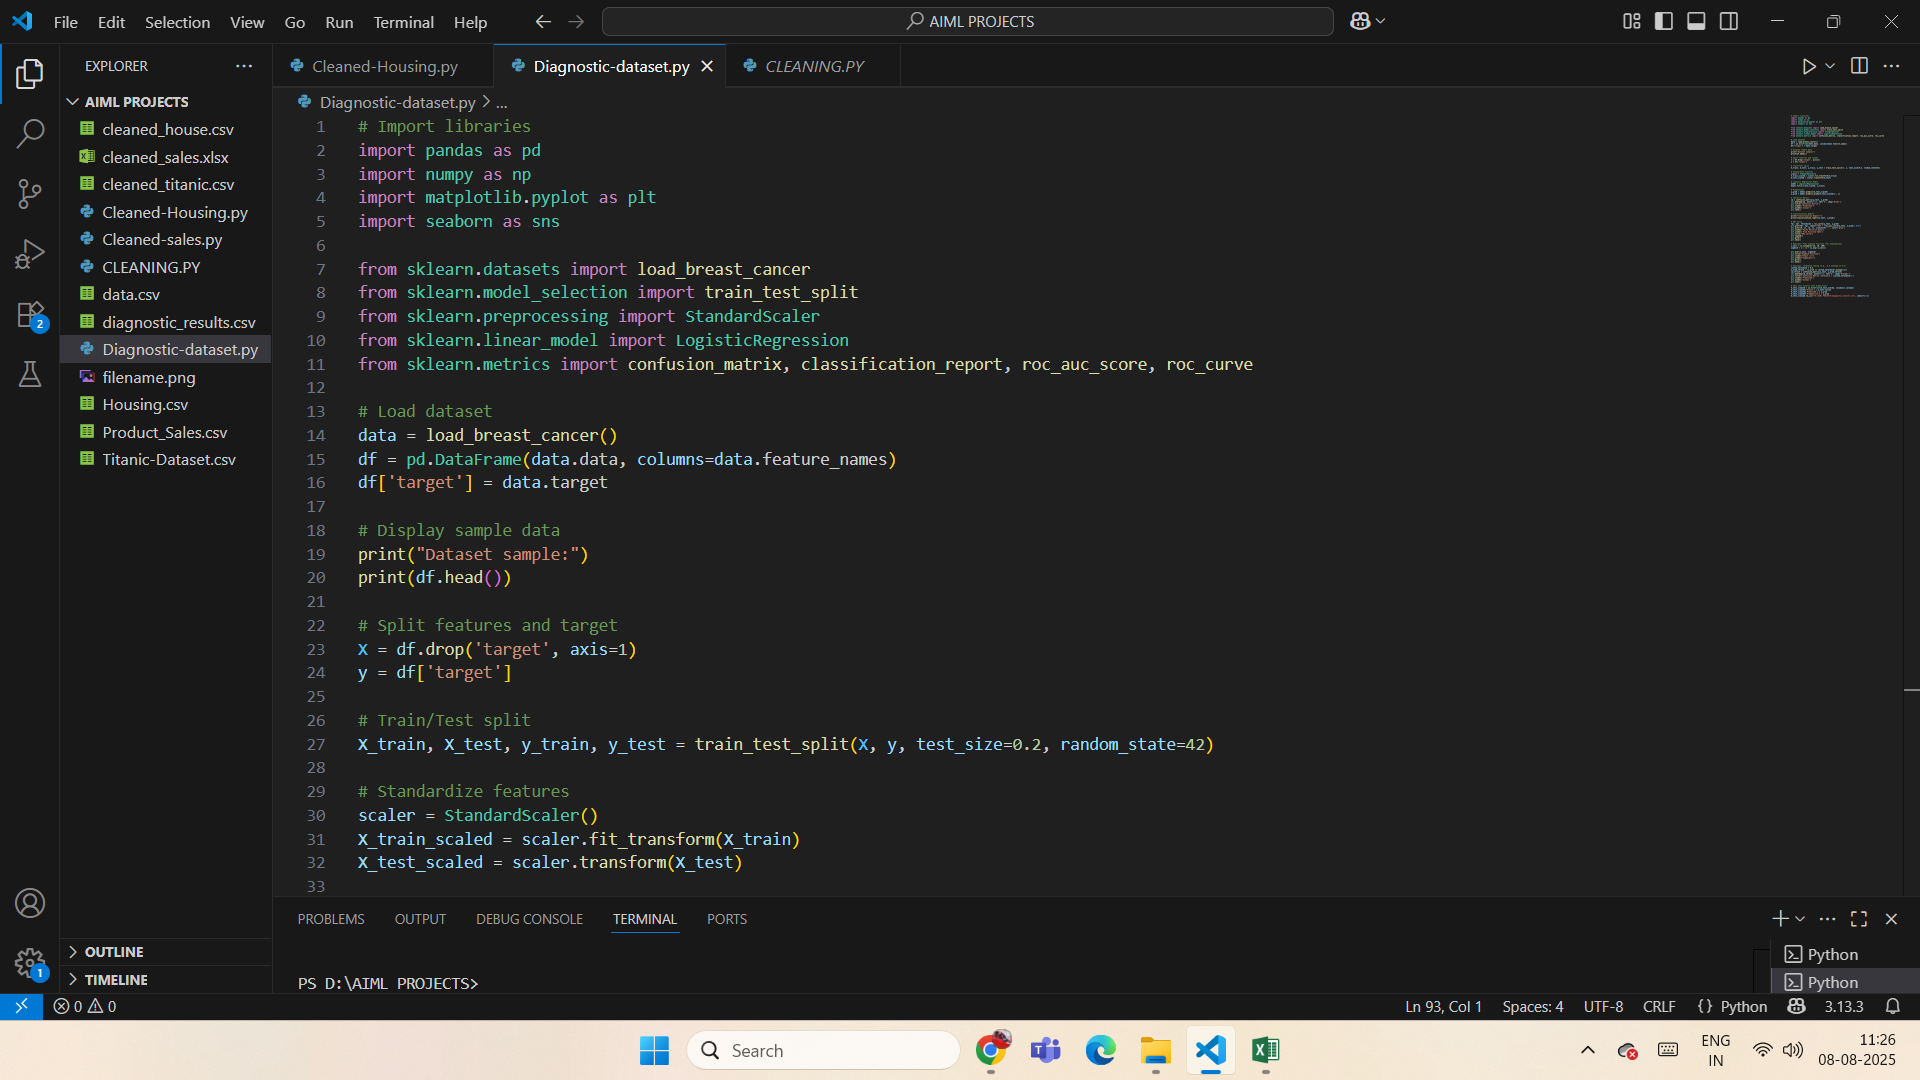 File Edit Selection View Go Run Terminal Help
AIML PROJECTS
EXPLORER
AIML PROJECTS
cleaned_house.csv
cleaned_sales.xlsx
cleaned_titanic.csv
Cleaned-Housing.py
Cleaned-sales.py
CLEANING.PY
data.csv
diagnostic_results.csv
Diagnostic-dataset.py
filename.png
Housing.csv
Product_Sales.csv
Titanic-Dataset.csv
OUTLINE
TIMELINE
2
1
Cleaned-Housing.py
Diagnostic-dataset.py
CLEANING.PY
Diagnostic-dataset.py > ...
1 # Import libraries
2 import pandas as pd
3 import numpy as np
4 import matplotlib.pyplot as plt
5 import seaborn as sns
6
7 from sklearn.datasets import load_breast_cancer
8 from sklearn.model_selection import train_test_split
9 from sklearn.preprocessing import StandardScaler
10 from sklearn.linear_model import LogisticRegression
11 from sklearn.metrics import confusion_matrix, classification_report, roc_auc_score, roc_curve
12
13 # Load dataset
14 data = load_breast_cancer()
15 df = pd.DataFrame(data.data, columns=data.feature_names)
16 df['target'] = data.target
17
18 # Display sample data
19 print("Dataset sample:")
20 print(df.head())
21
22 # Split features and target
23 X = df.drop('target', axis=1)
24 y = df['target']
25
26 # Train/Test split
27 X_train, X_test, y_train, y_test = train_test_split(X, y, test_size=0.2, random_state=42)
28
29 # Standardize features
30 scaler = StandardScaler()
31 X_train_scaled = scaler.fit_transform(X_train)
32 X_test_scaled = scaler.transform(X_test)
33
PROBLEMS OUTPUT DEBUG CONSOLE TERMINAL PORTS
PS D:\AIML PROJECTS>
Python
Python
0 0
Ln 93, Col 1 Spaces: 4 UTF-8 CRLF {} Python 3.13.3
Search
ENG
IN
11:26
08-08-2025